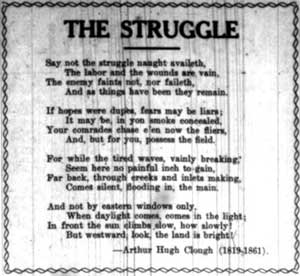 THE STRUGGLE
Say not the struggle naught availeth,
The labor and the wounds are vain,
The enemy faints not, nor faileth,
And as things have been they remain.
If hopes were dupes, fears may be liars;
It may be, in yon smoke concealed,
Your comrades chase e'en now the fliers,
And, but for you, possess the field.
For while the tired waves, vainly breaking,
Seem here no painful inch to gain,
Far back, through creeks and inlets making,
Comes silent, flooding in, the main.
And not by eastern windows only,
When daylight comes, comes in the light;
In front the sun climbs slow, how slowly!
But westward, look, the land is bright!
—Arthur Hugh Clough (1819-1861).